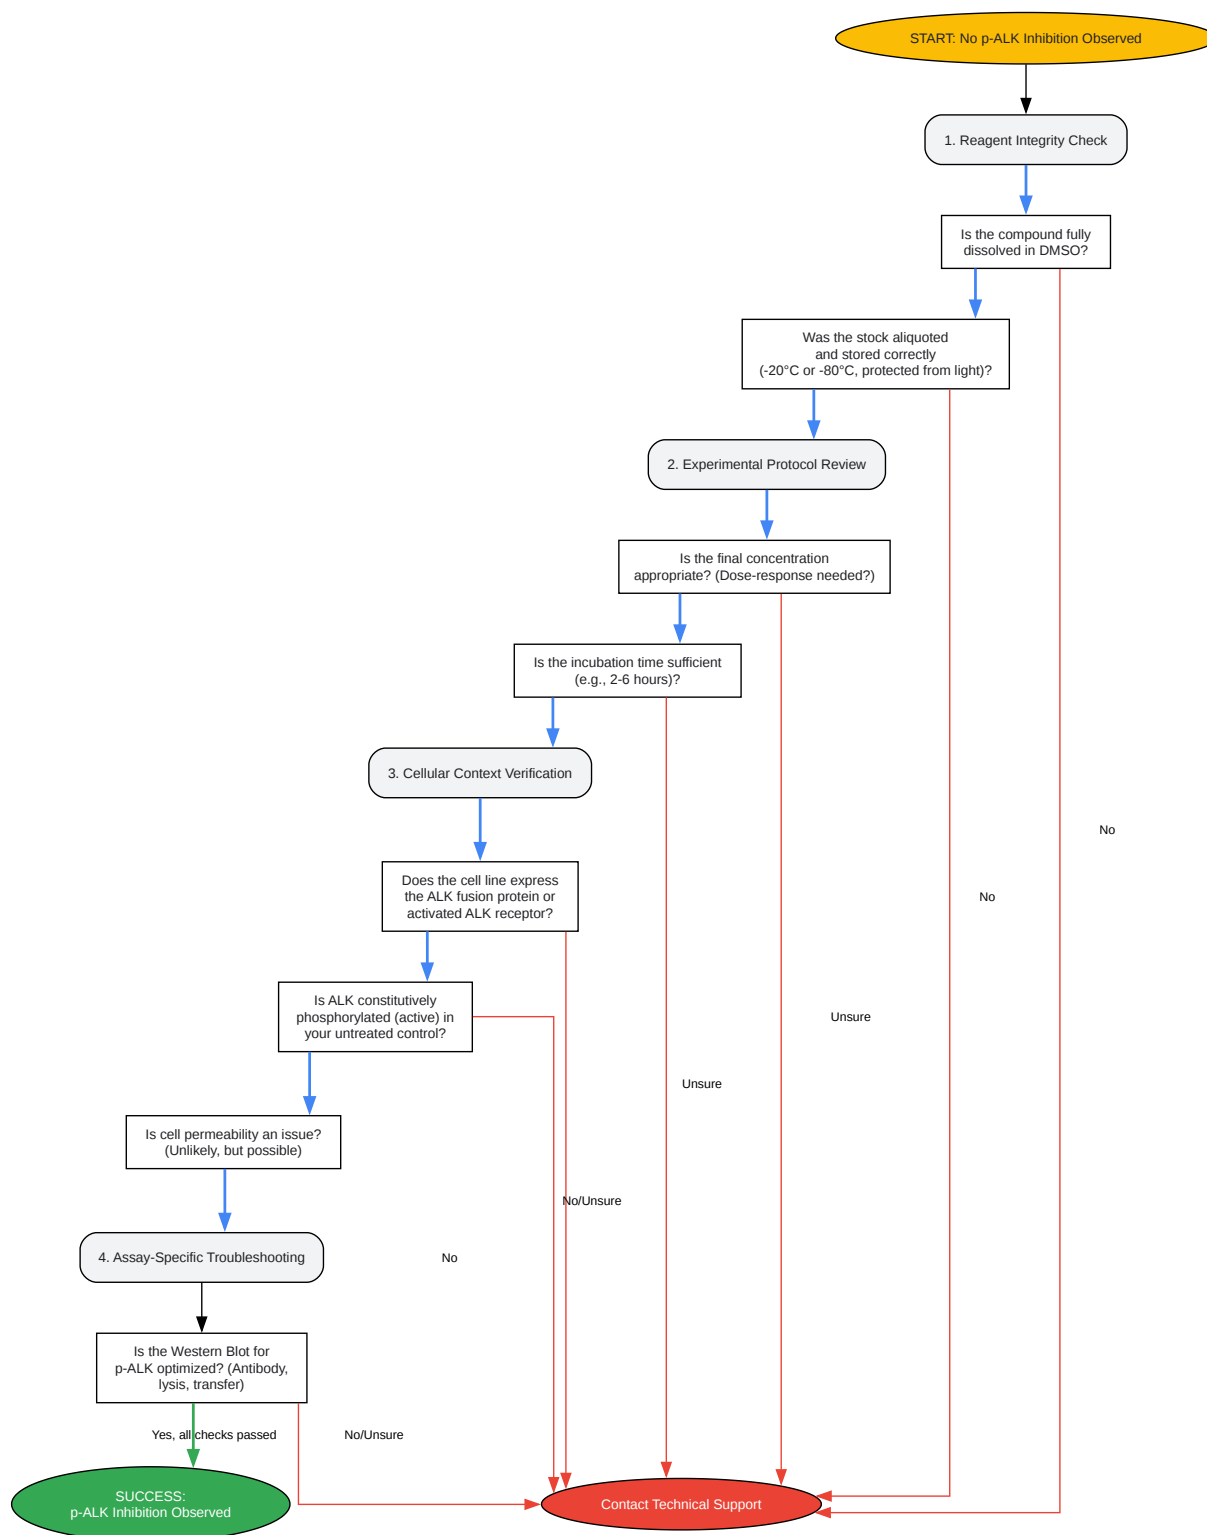 START: No p-ALK Inhibition Observed
1. Reagent Integrity Check
Is the compound fully
dissolved in DMSO?
Was the stock aliquoted
and stored correctly
(-20°C or -80°C, protected from light)?
2. Experimental Protocol Review
Is the final concentration
appropriate? (Dose-response needed?)
Is the incubation time sufficient
(e.g., 2-6 hours)?
3. Cellular Context Verification
No
Does the cell line express
the ALK fusion protein or
activated ALK receptor?
No
Is ALK constitutively
phosphorylated (active) in
your untreated control?
Unsure
Unsure
Is cell permeability an issue?
(Unlikely, but possible)
No/Unsure
4. Assay-Specific Troubleshooting
No
Is the Western Blot for
p-ALK optimized? (Antibody,
lysis, transfer)
Yes, all checks passed
No/Unsure
SUCCESS:
p-ALK Inhibition Observed
Contact Technical Support